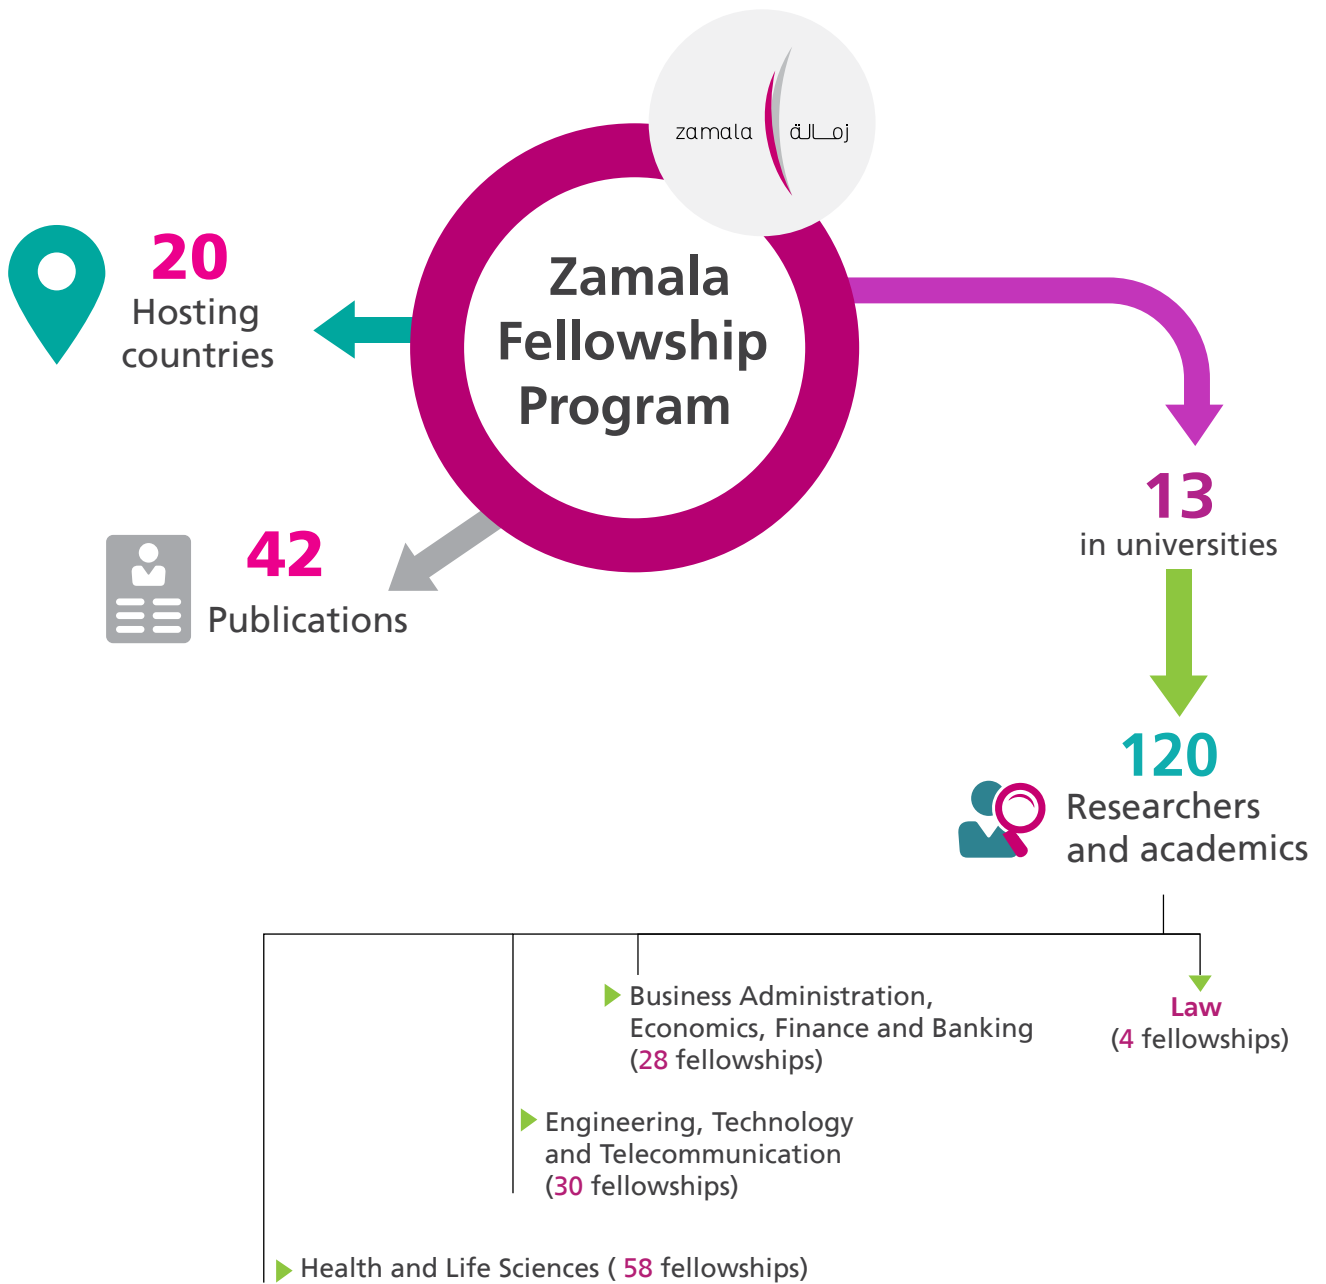 zamala زمـالـة
Zamala
Fellowship
Program
20
Hosting
countries
42
Publications
13
in universities
120
Researchers
and academics
Business Administration,
Economics, Finance and Banking
(28 fellowships)
Law
(4 fellowships)
Engineering, Technology
and Telecommunication
(30 fellowships)
Health and Life Sciences ( 58 fellowships)